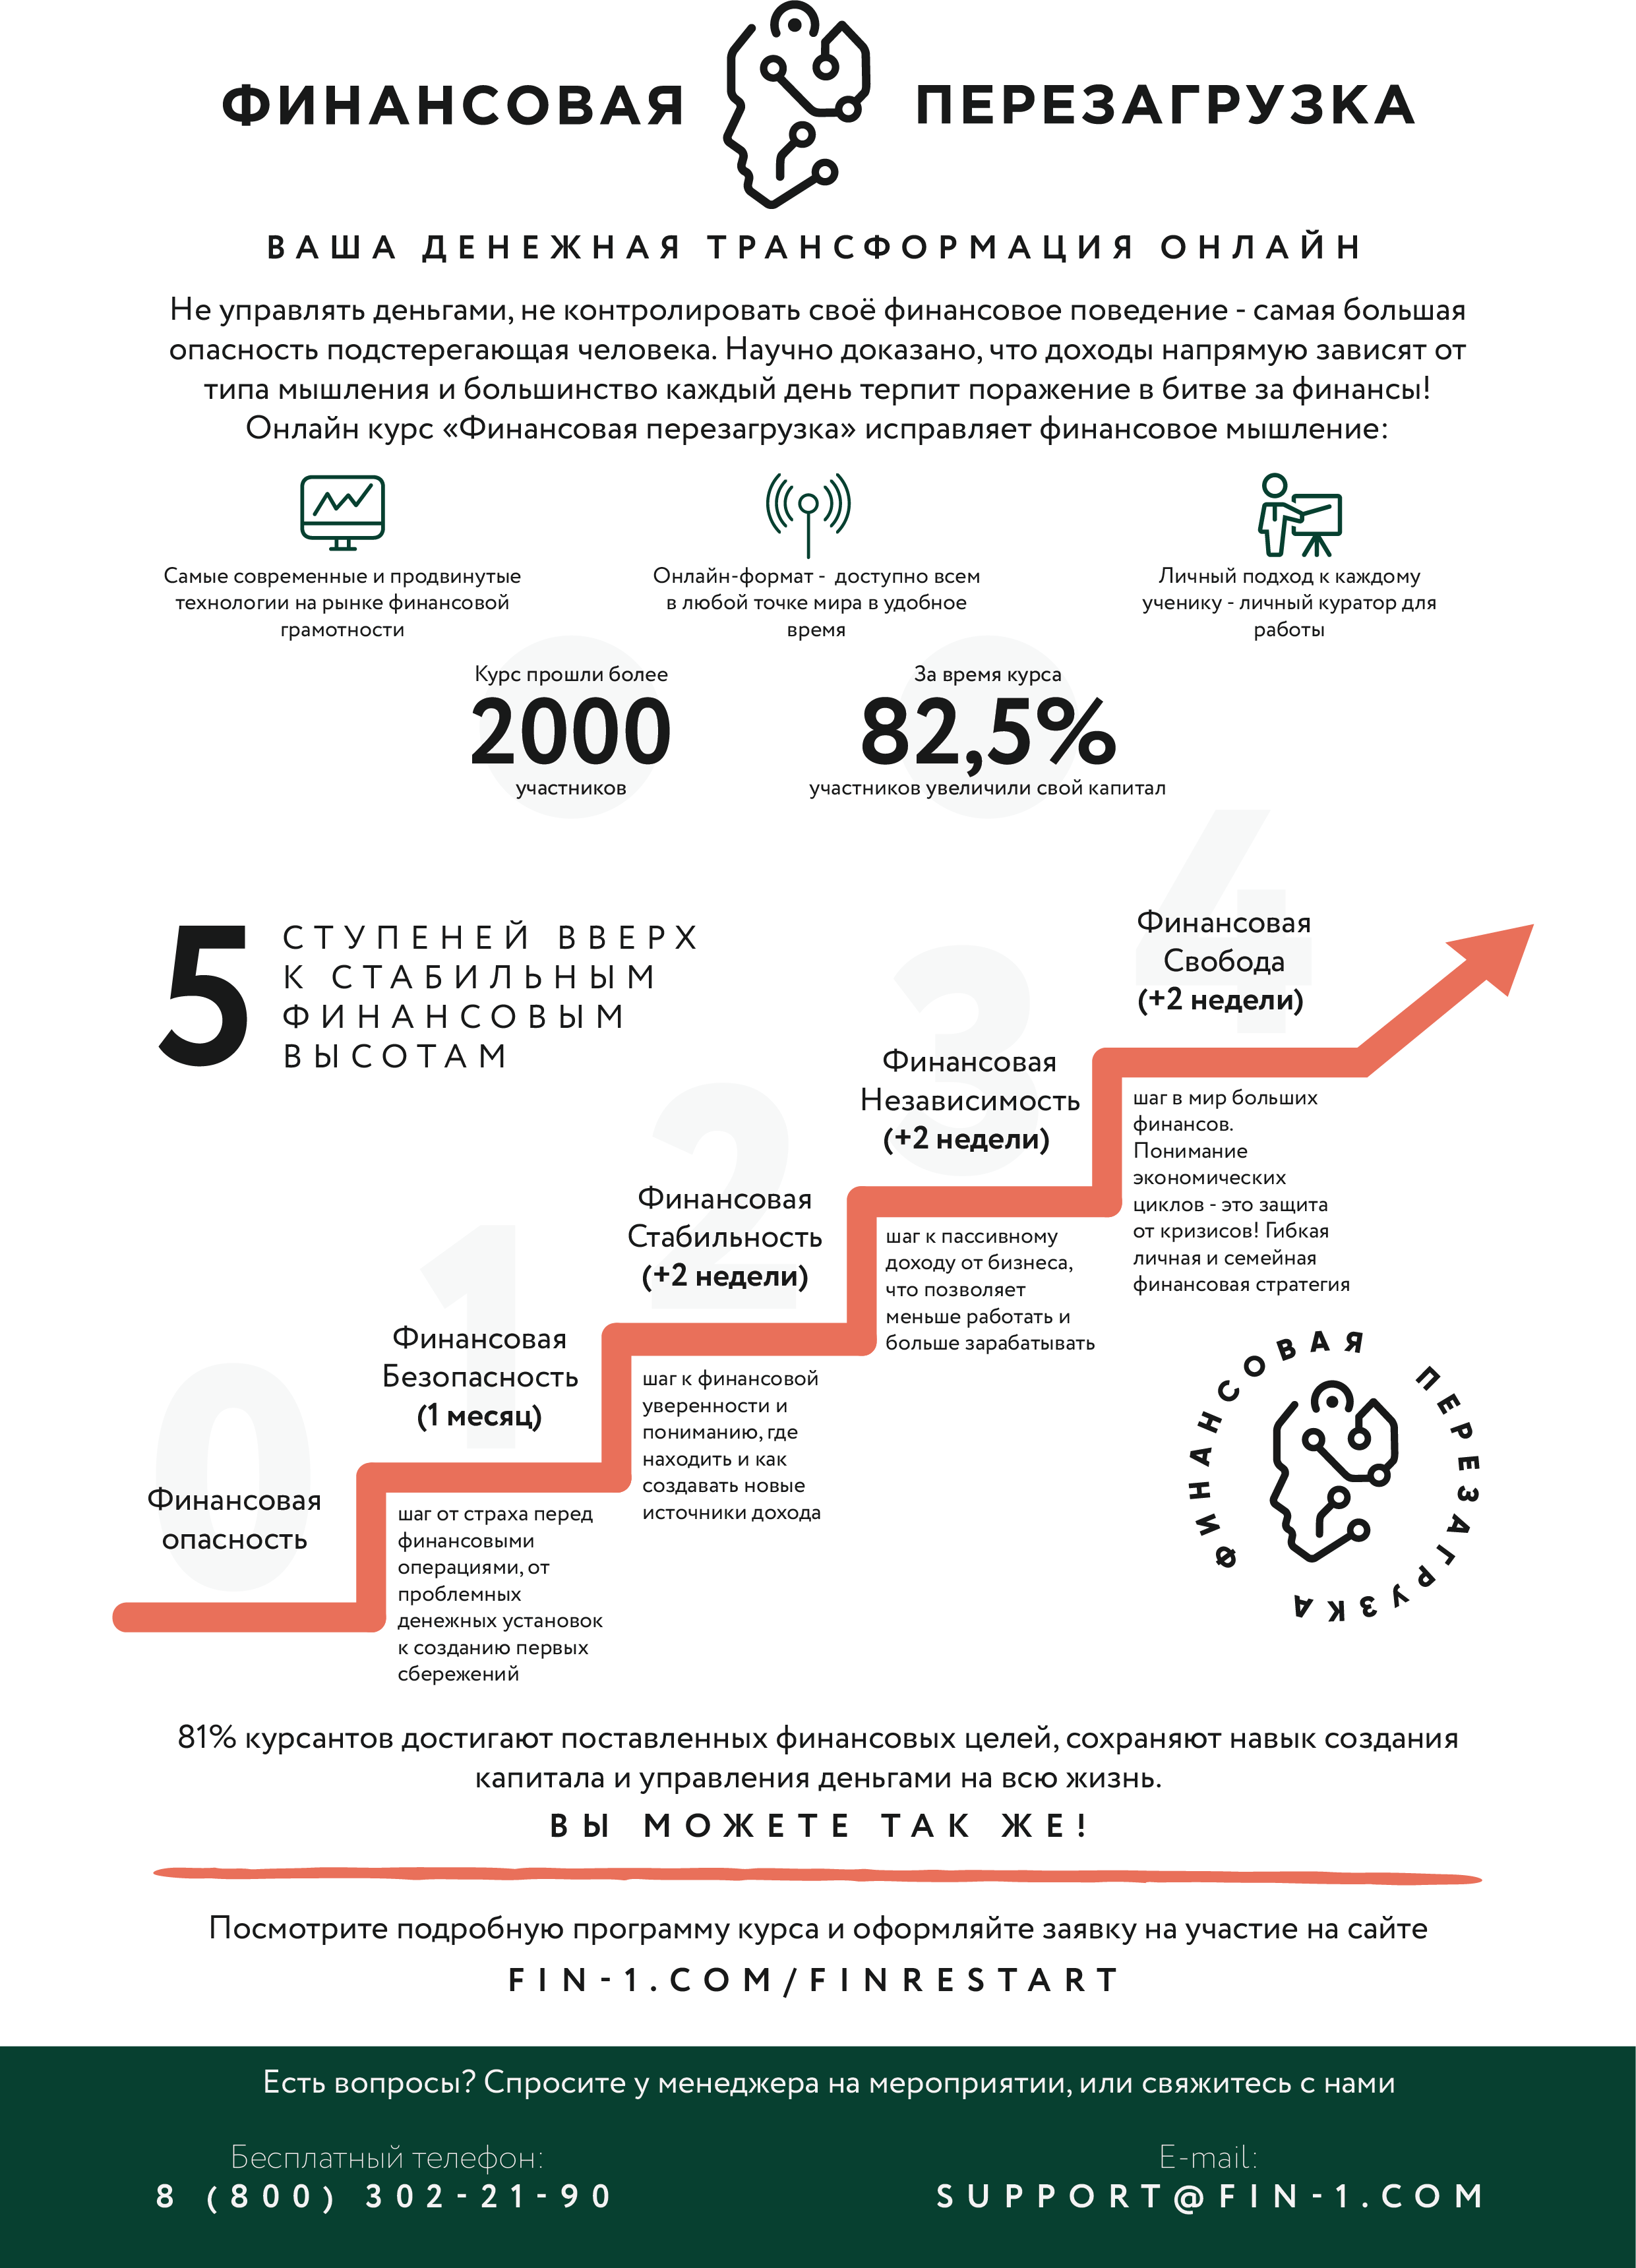 ФИНАНСОВАЯ ПЕРЕЗАГРУЗКА
ВАША ДЕНЕЖНАЯ ТРАНСФОРМАЦИЯ ОНЛАЙН
Не управлять деньгами, не контролировать своё финансовое поведение - самая большая
опасность подстерегающая человека. Научно доказано, что доходы напрямую зависят от
типа мышления и большинство каждый день терпит поражение в битве за финансы!
Онлайн курс «Финансовая перезагрузка» исправляет финансовое мышление:
Самые современные и продвинутые
технологии на рынке финансовой
грамотности
Онлайн-формат - доступно всем
в любой точке мира в удобное
время
Личный подход к каждому
ученику - личный куратор для
работы
Курс прошли более
2000
участников
За время курса
82,5%
участников увеличили свой капитал
5
СТУПЕНЕЙ ВВЕРХ
К СТАБИЛЬНЫМ
ФИНАНСОВЫМ
ВЫСОТАМ
0
Финансовая
опасность
1
Финансовая
Безопасность
(1 месяц)
шаг от страха перед
финансовыми
операциями, от
проблемных
денежных установок
к созданию первых
сбережений
2
Финансовая
Стабильность
(+2 недели)
шаг к финансовой
уверенности и
пониманию, где
находить и как
создавать новые
источники дохода
3
Финансовая
Независимость
(+2 недели)
шаг к пассивному
доходу от бизнеса,
что позволяет
меньше работать и
больше зарабатывать
4
Финансовая
Свобода
(+2 недели)
шаг в мир больших
финансов.
Понимание
экономических
циклов - это защита
от кризисов! Гибкая
личная и семейная
финансовая стратегия
ФИНАНСОВАЯ ПЕРЕЗАГРУЗКА
81% курсантов достигают поставленных финансовых целей, сохраняют навык создания
капитала и управления деньгами на всю жизнь.
ВЫ МОЖЕТЕ ТАК ЖЕ!
Посмотрите подробную программу курса и оформляйте заявку на участие на сайте
FIN-1.COM/FINRESTART
Есть вопросы? Спросите у менеджера на мероприятии, или свяжитесь с нами
Бесплатный телефон:
8 (800) 302-21-90
E-mail:
SUPPORT@FIN-1.COM